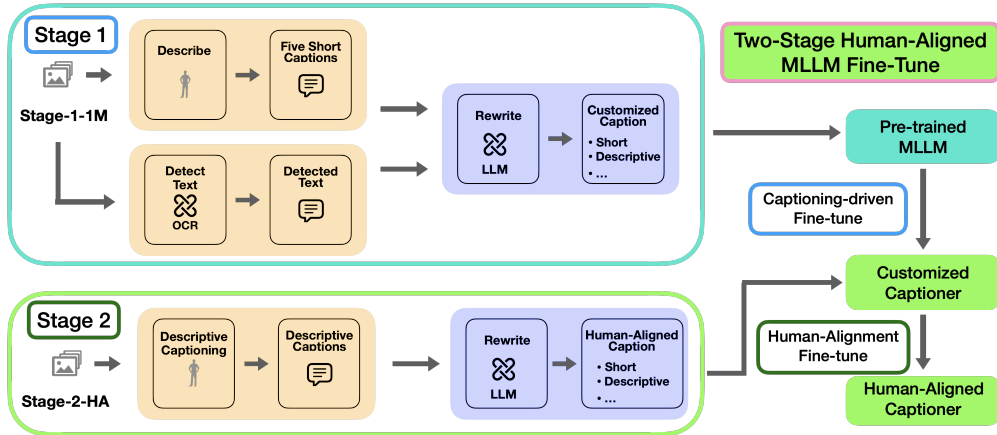 Stage 1
Stage-1-1M
Describe
Five Short
Captions
Detect
Text
OCR
Detected
Text
Rewrite
LLM
Customized
Caption
• Short
• Descriptive
• ...
Two-Stage Human-Aligned
MLLM Fine-Tune
Pre-trained
MLLM
Captioning-driven
Fine-tune
Customized
Captioner
Human-Alignment
Fine-tune
Human-Aligned
Captioner
Stage 2
Stage-2-HA
Descriptive
Captioning
Descriptive
Captions
Rewrite
LLM
Human-Aligned
Caption
• Short
• Descriptive
• ...